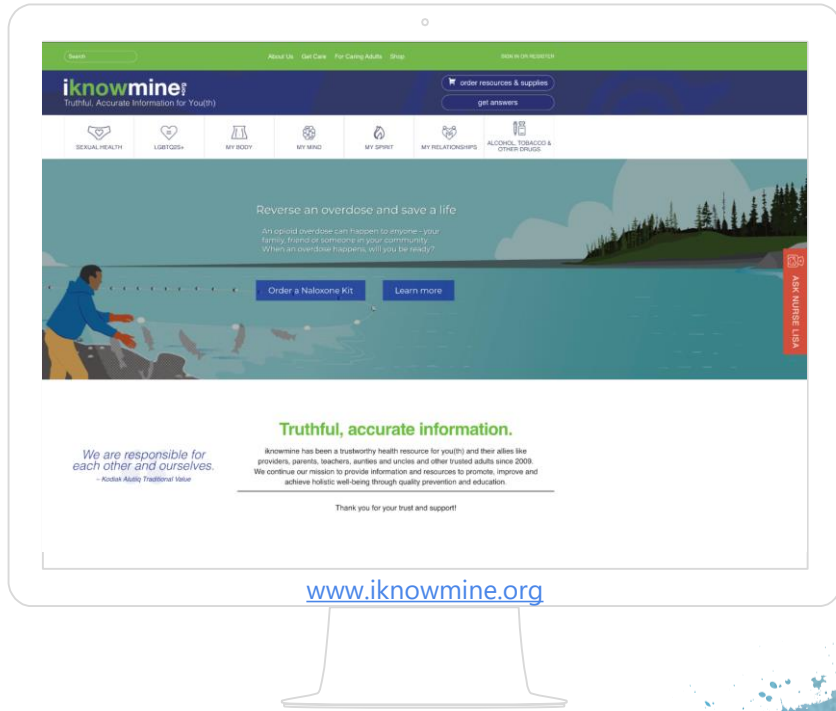 Search
About Us Get Care For Caring Adults Shop
SIGN IN OR REGISTER
iknowmine.org
Truthful, Accurate Information for You(th)
order resources & supplies
get answers
SEXUAL HEALTH
LGBTQ2S+
MY BODY
MY MIND
MY SPIRIT
MY RELATIONSHIPS
ALCOHOL, TOBACCO &
OTHER DRUGS
Reverse an overdose and save a life
An opioid overdose can happen to anyone - your
family, friend or someone in your community.
When an overdose happens, will you be ready?
Order a Naloxone Kit
Learn more
ASK NURSE LISA
We are responsible for
each other and ourselves.
– Kodiak Alutiiq Traditional Value
Truthful, accurate information.
iknowmine has been a trustworthy health resource for you(th) and their allies like
providers, parents, teachers, aunties and uncles and other trusted adults since 2009.
We continue our mission to provide information and resources to promote, improve and
achieve holistic well-being through quality prevention and education.
Thank you for your trust and support!
www.iknowmine.org